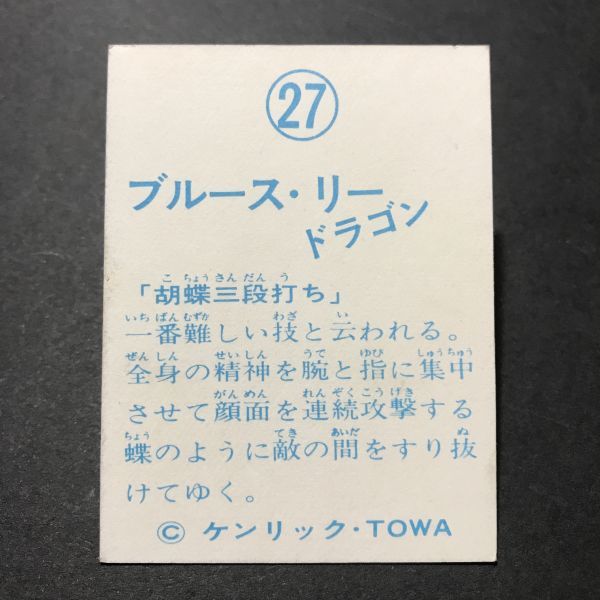 27
ブルース・リー
ドラゴン
「胡蝶三段打ち」
一番難しい技と云われる。
全身の精神を腕と指に集中
させて顔面を連続攻撃する
蝶のように敵の間をすり抜
けてゆく。
© ケンリック・TOWA